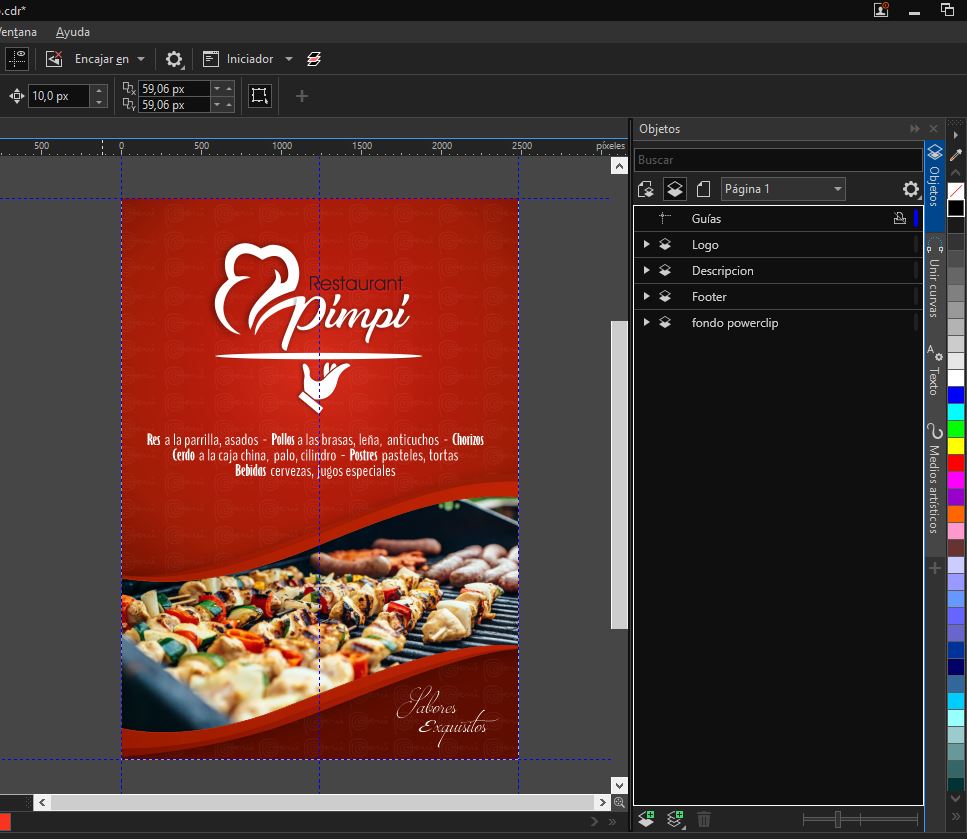 .cdr*
Ventana Ayuda
Encajar en Iniciador
10,0 px 59,06 px
59,06 px
Objetos
500 0 500 1000 1500 2000 2500 píxeles
Buscar
Página 1
Guías
Logo
Descripcion
Footer
fondo powerclip
Objetos
Unir curvas
Texto
Medios artísticos
Restaurant
Pimpi
Res a la parrilla, asados - Pollos a las brasas, leña, anticuchos - Chorizos
Cerdo a la caja china, palo, cilindro - Postres pasteles, tortas
Bebidas cervezas, jugos especiales
Sabores
Exquisitos